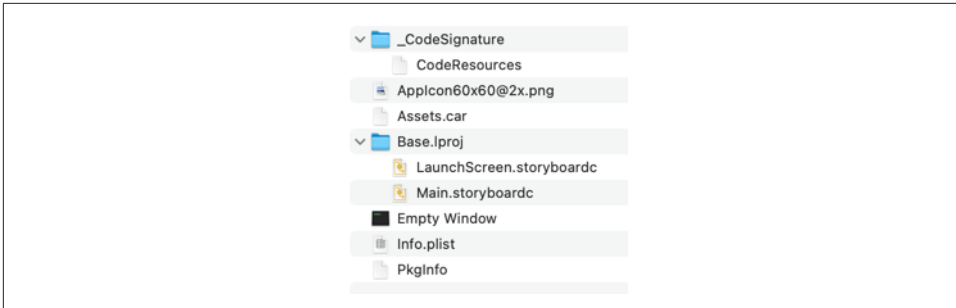 _CodeSignature
CodeResources
AppIcon60x60@2x.png
Assets.car
Base.lproj
LaunchScreen.storyboardc
Main.storyboardc
Empty Window
Info.plist
PkgInfo